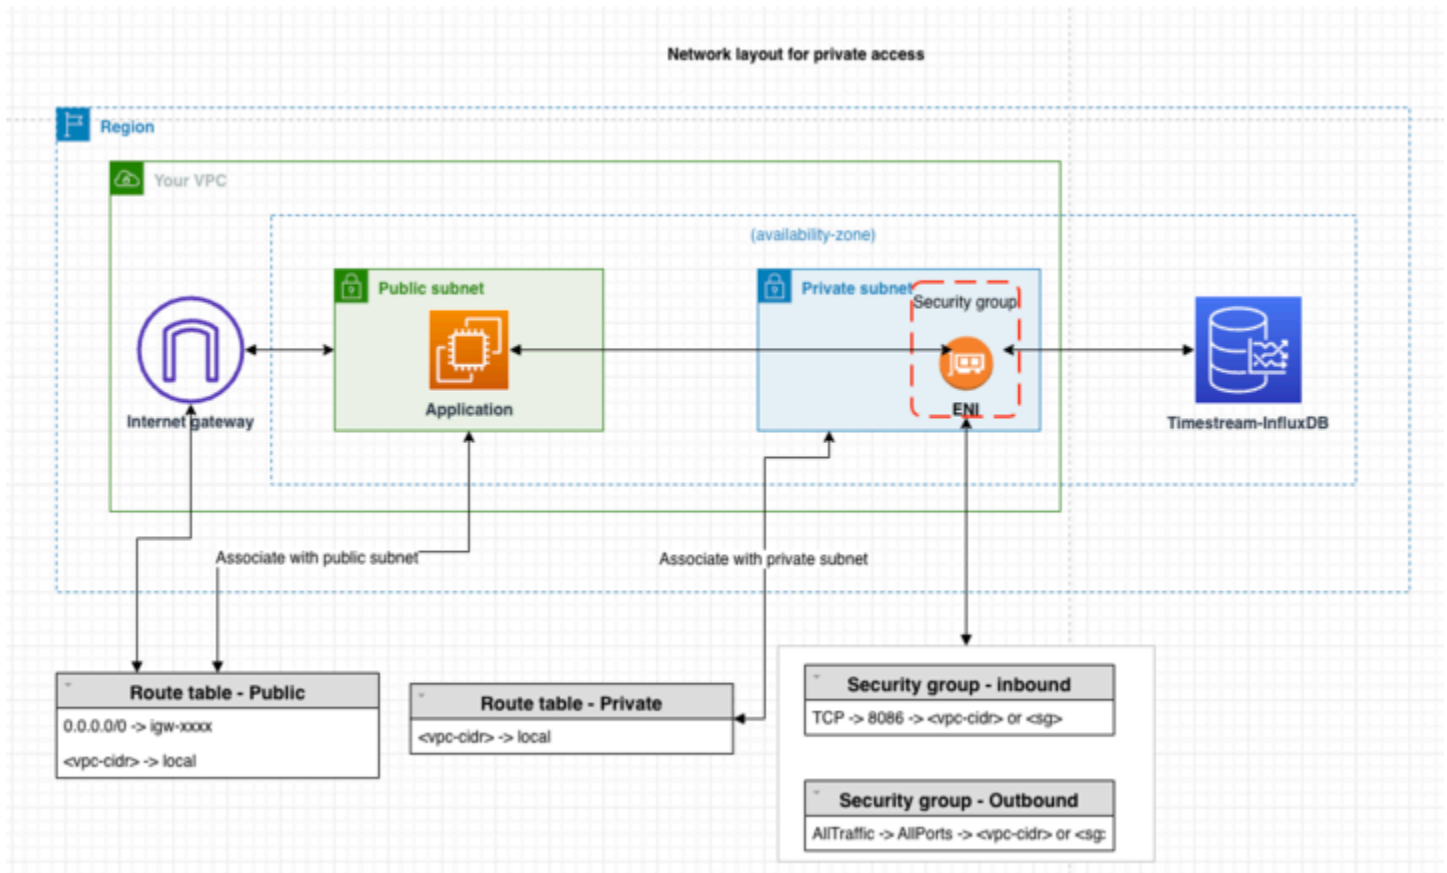 Network layout for private access
Region
Your VPC
(availability-zone)
Public subnet
Private subnet
Security group
Application
ENI
Internet gateway
Timestream-InfluxDB
Associate with public subnet
Associate with private subnet
Route table - Public
0.0.0.0/0 -> igw-xxxx
<vpc-cidr> -> local
Route table - Private
<vpc-cidr> -> local
Security group - inbound
TCP -> 8086 -> <vpc-cidr> or <sg>
Security group - Outbound
AllTraffic -> AllPorts -> <vpc-cidr> or <sg